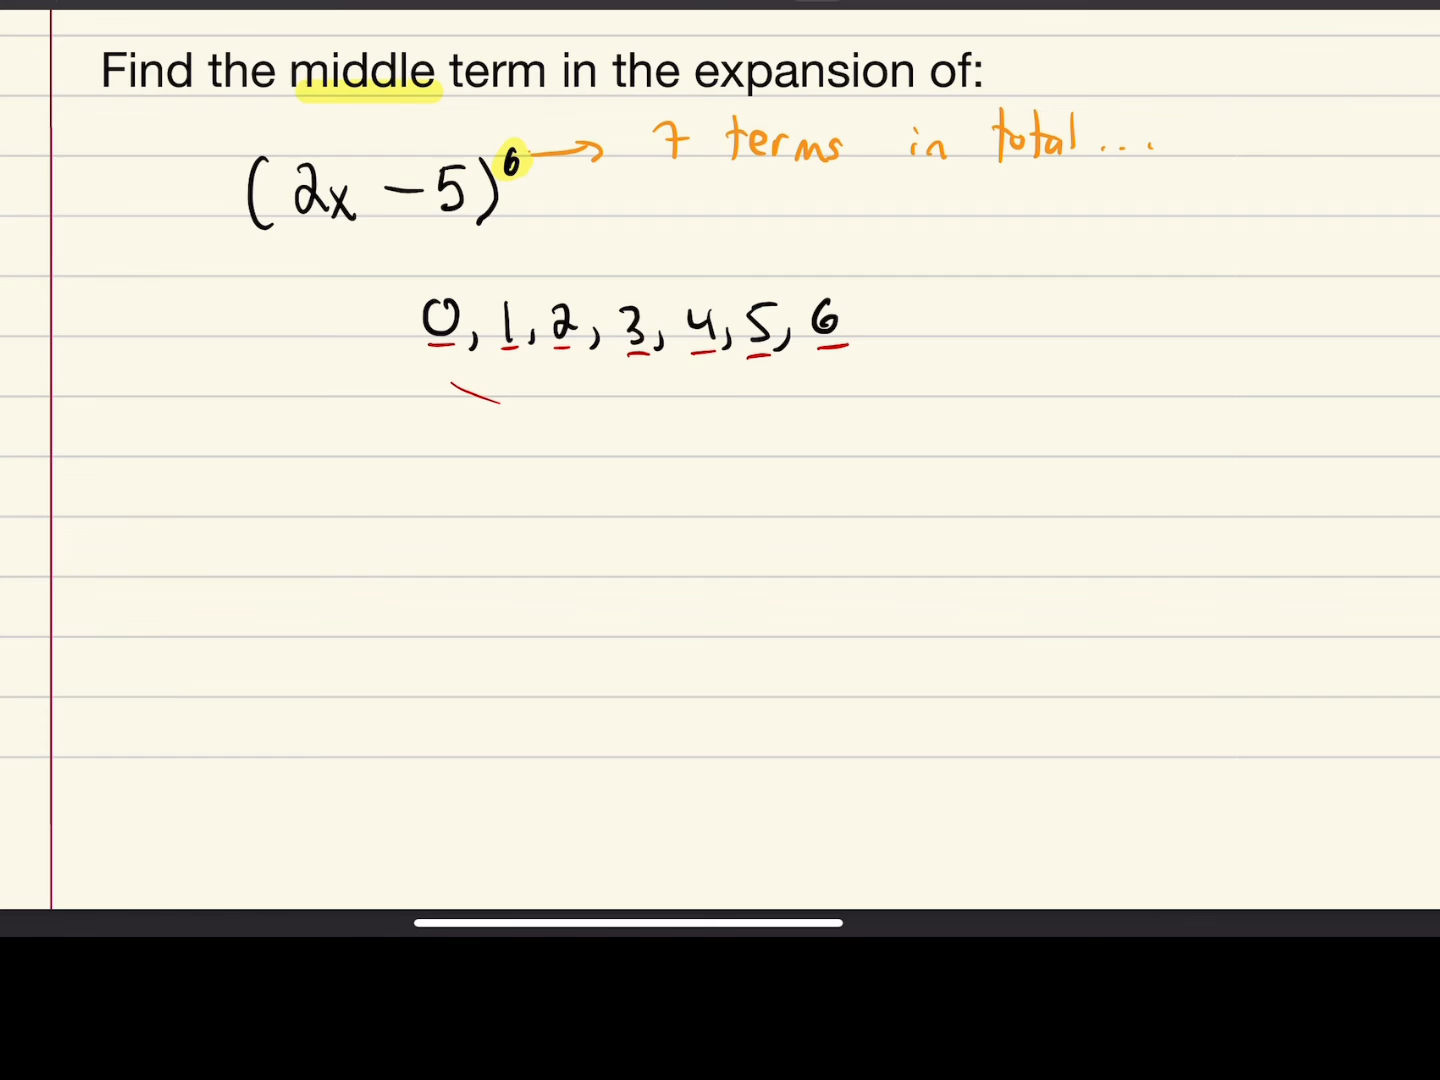 Find the middle term in the expansion of:
(2x - 5)⁶ → 7 terms in total...
0, 1, 2, 3, 4, 5, 6